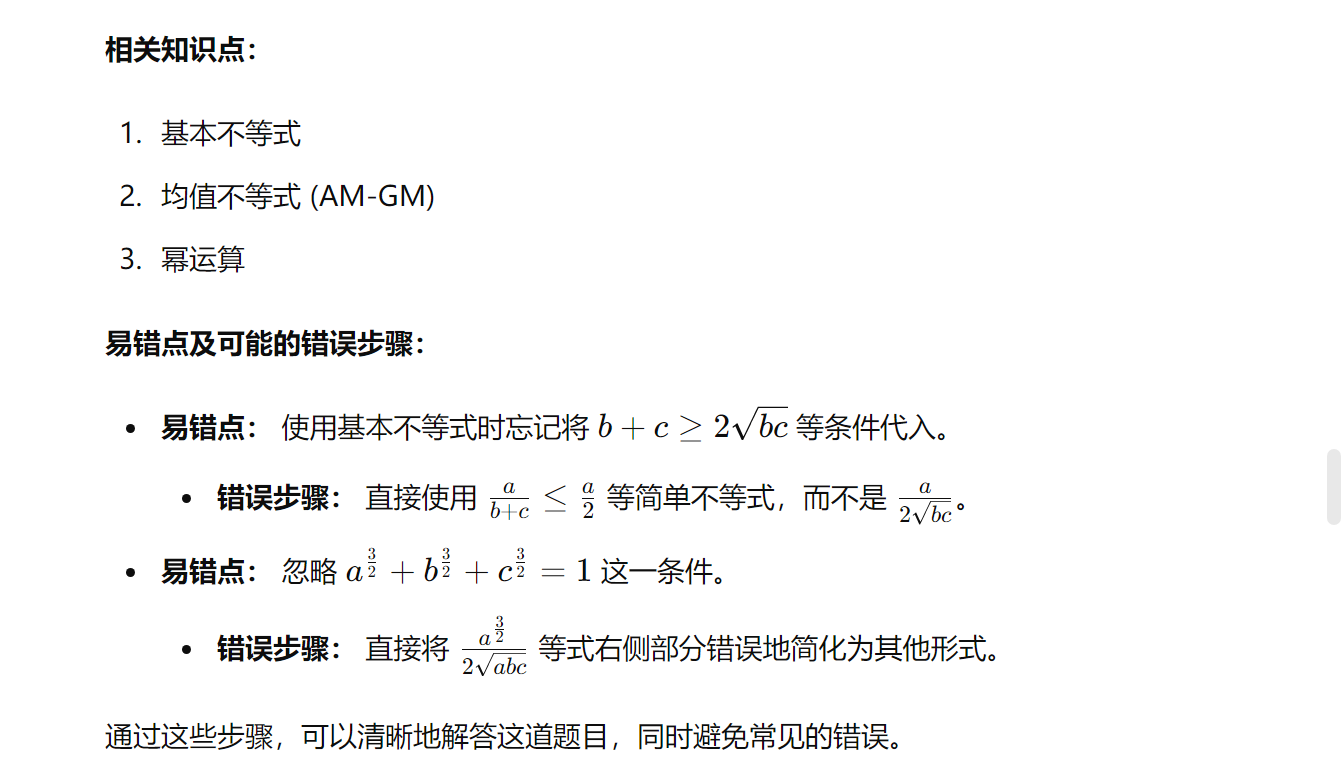 相关知识点：
1. 基本不等式
2. 均值不等式 (AM-GM)
3. 幂运算
易错点及可能的错误步骤：
• 易错点： 使用基本不等式时忘记将 $b + c \geq 2\sqrt{bc}$ 等条件代入。
• 错误步骤： 直接使用 $\frac{a}{b+c} \leq \frac{a}{2}$ 等简单不等式，而不是 $\frac{a}{2\sqrt{bc}}$。
• 易错点： 忽略 $a^{\frac{3}{2}} + b^{\frac{3}{2}} + c^{\frac{3}{2}} = 1$ 这一条件。
• 错误步骤： 直接将 $\frac{a^{\frac{3}{2}}}{2\sqrt{abc}}$ 等式右侧部分错误地简化为其他形式。
通过这些步骤，可以清晰地解答这道题目，同时避免常见的错误。